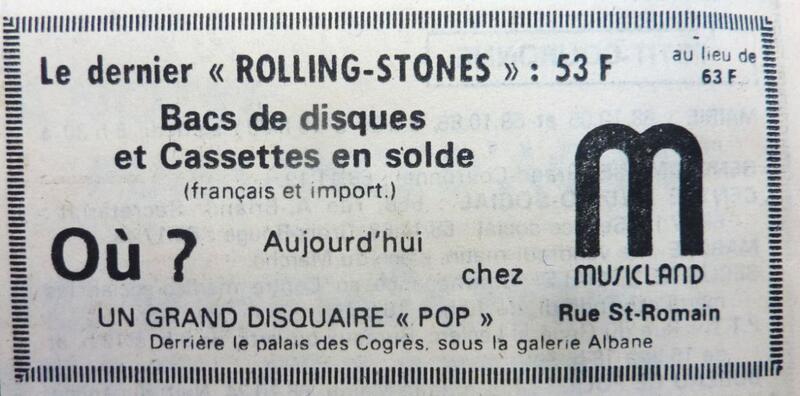 Le dernier « ROLLING-STONES » : 53 F
au lieu de
63 F.
Bacs de disques
et Cassettes en solde
(français et import.)
Où ?
Aujourd'hui
chez
m
MUSICLAND
UN GRAND DISQUAIRE « POP »
Rue St-Romain
Derrière le palais des Cogrès, sous la galerie Albane